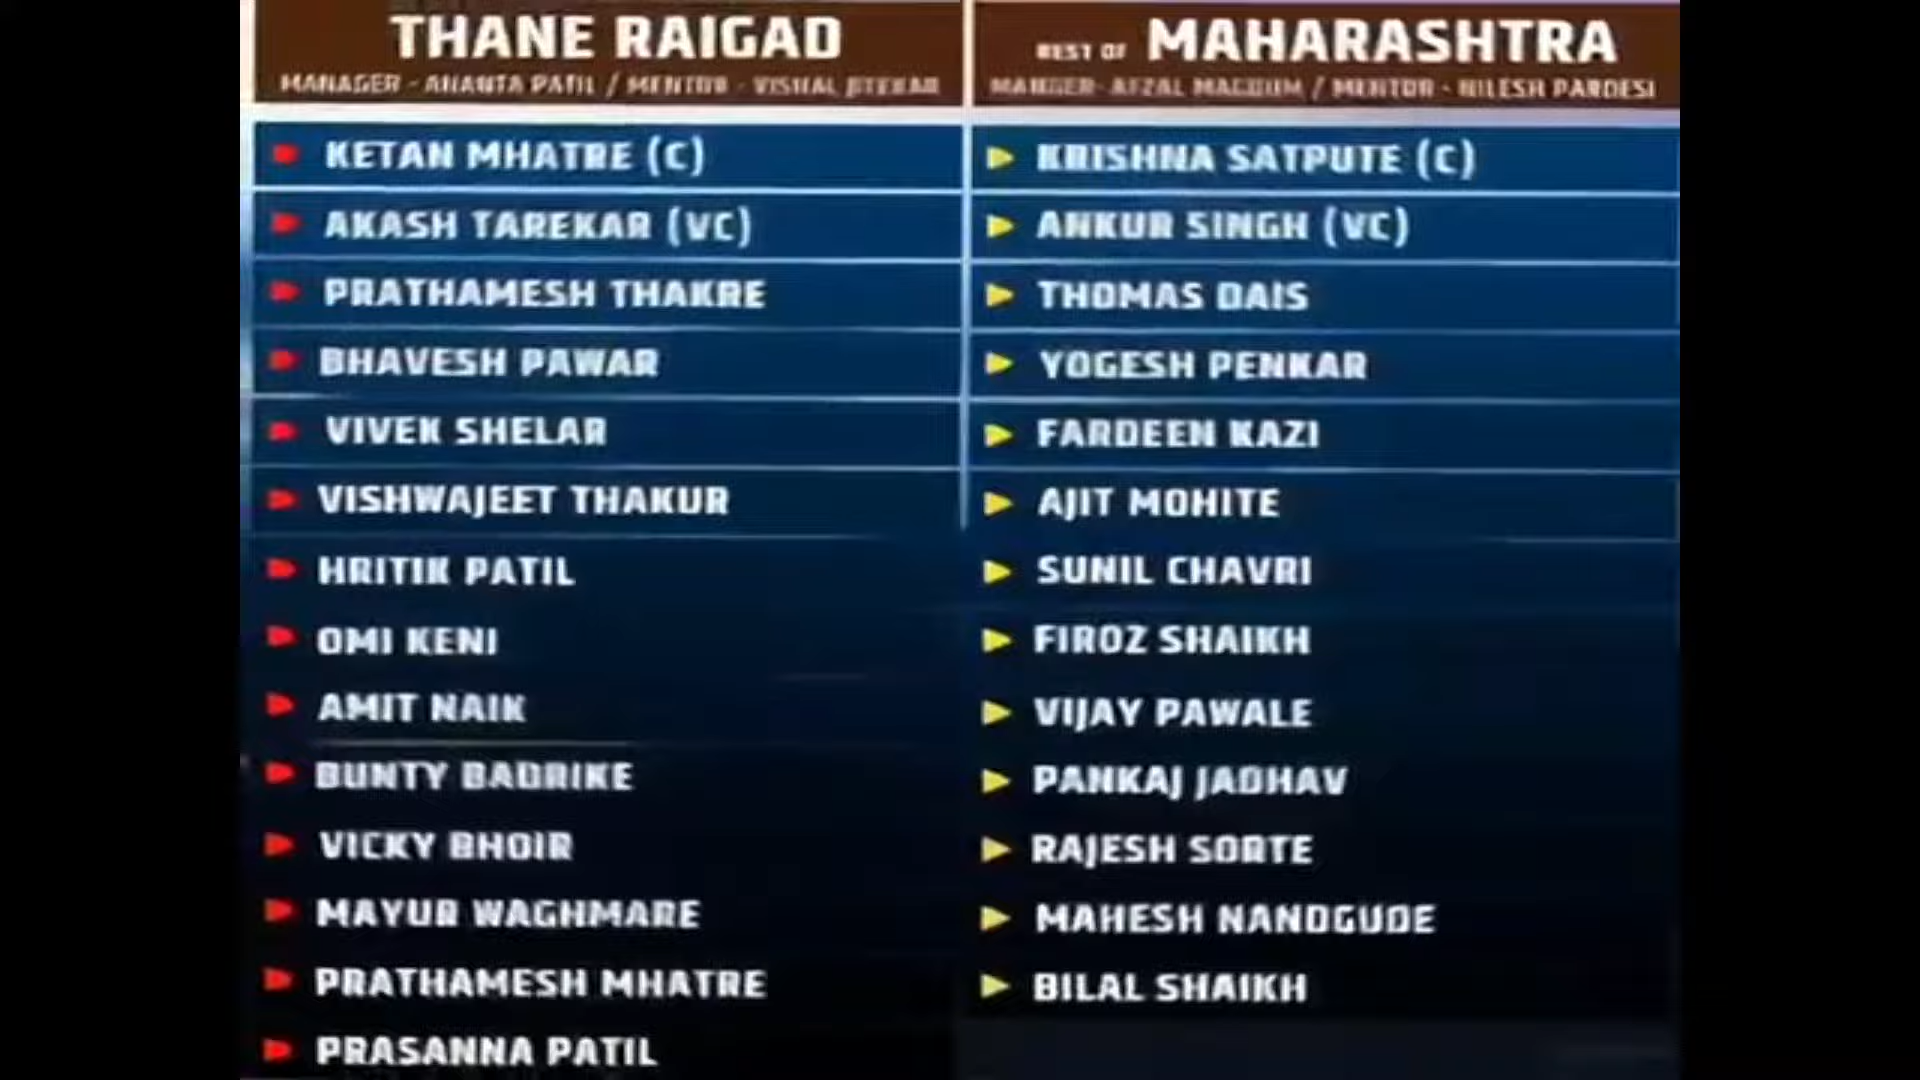 THANE RAIGAD
MANAGER - ANANTA PATIL / MENTOR - VISHAL JITEKAR
KETAN MHATRE (C)
AKASH TAREKAR (VC)
PRATHAMESH THAKRE
BHAVESH PAWAR
VIVEK SHELAR
VISHWAJEET THAKUR
HRITIK PATIL
OMI KENI
AMIT NAIK
BUNTY BADRIKE
VICKY BHOIR
MAYUR WAGHMARE
PRATHAMESH MHATRE
PRASANNA PATIL
REST OF MAHARASHTRA
MANGER- AFZAL MAGDUM / MENTOR - NILESH PARDESI
KRISHNA SATPUTE (C)
ANKUR SINGH (VC)
THOMAS DAIS
YOGESH PENKAR
FARDEEN KAZI
AJIT MOHITE
SUNIL CHAVRI
FIROZ SHAIKH
VIJAY PAWALE
PANKAJ JADHAV
RAJESH SORTE
MAHESH NANDGUDE
BILAL SHAIKH